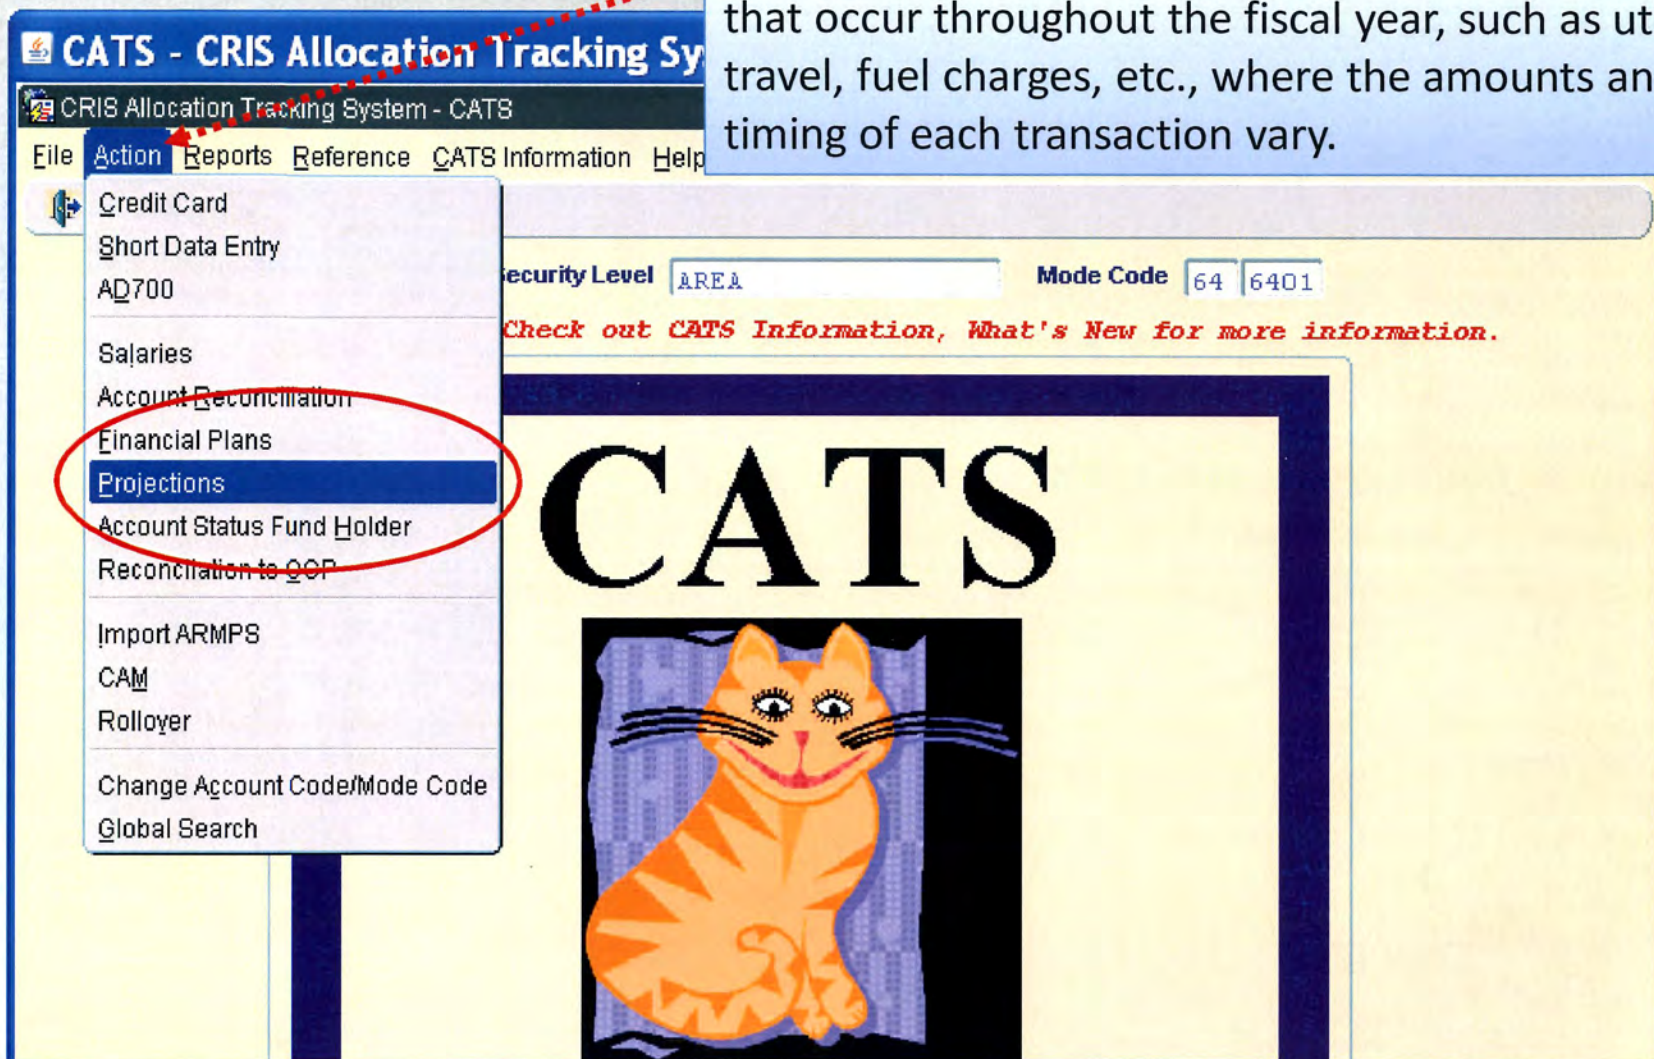 that occur throughout the fiscal year, such as
travel, fuel charges, etc., where the amounts
timing of each transaction vary.
CATS - CRIS Allocation Tracking
CRIS Allocation Tracking System - CATS
File Action Reports Reference CATS Information Help
Credit Card
Short Data Entry
AD700
Salaries
Account Reconciliation
Financial Plans
Projections
Account Status Fund Holder
Reconciliation to
Import ARMPS
CAM
Rollover
Change Account Code/Mode Code
Global Search
Security Level AREA Mode Code 64 6401
Check out CATS Information, What's New for more information.
CATS